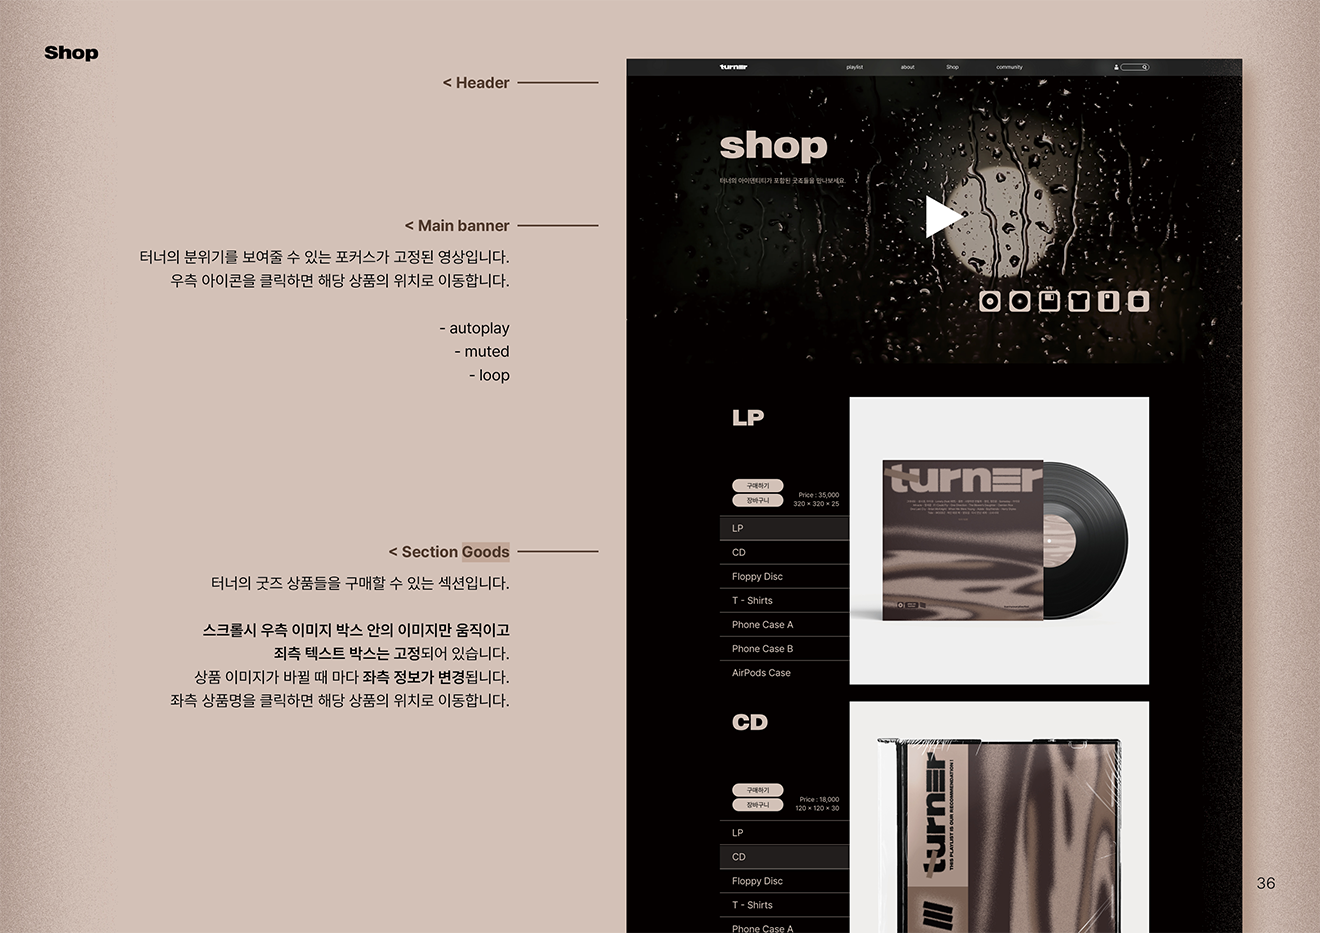 Shop
< Header
< Main banner
터너의 분위기를 보여줄 수 있는 포커스가 고정된 영상입니다.
우측 아이콘을 클릭하면 해당 상품의 위치로 이동합니다.
- autoplay
- muted
- loop
< Section Goods
터너의 굿즈 상품들을 구매할 수 있는 섹션입니다.
스크롤시 우측 이미지 박스 안의 이미지만 움직이고
죄측 텍스트 박스는 고정되어 있습니다.
상품 이미지가 바뀔 때 마다 좌측 정보가 변경됩니다.
좌측 상품명을 클릭하면 해당 상품의 위치로 이동합니다.
turner playlist about Shop community
shop
터너의 아이덴티티가 포함된 굿즈들을 만나보세요.
LP
구매하기
장바구니
Price : 35,000
320 × 320 × 25
LP
CD
Floppy Disc
T - Shirts
Phone Case A
Phone Case B
AirPods Case
turner
CD
구매하기
장바구니
Price : 18,000
120 × 120 × 30
LP
CD
Floppy Disc
T - Shirts
Phone Case A
turner
THIS PLAYLIST IS OUR RECOMMENDATION !
36